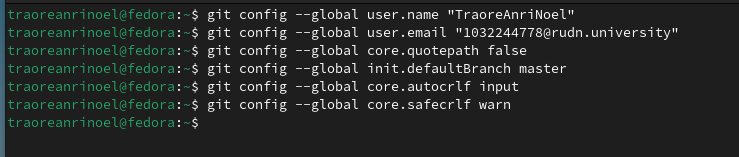 traoreanrinoel@fedora:~$ git config --global user.name "TraoreAnriNoel"
traoreanrinoel@fedora:~$ git config --global user.email "1032244778@rudn.university"
traoreanrinoel@fedora:~$ git config --global core.quotepath false
traoreanrinoel@fedora:~$ git config --global init.defaultBranch master
traoreanrinoel@fedora:~$ git config --global core.autocrlf input
traoreanrinoel@fedora:~$ git config --global core.safecrlf warn
traoreanrinoel@fedora:~$